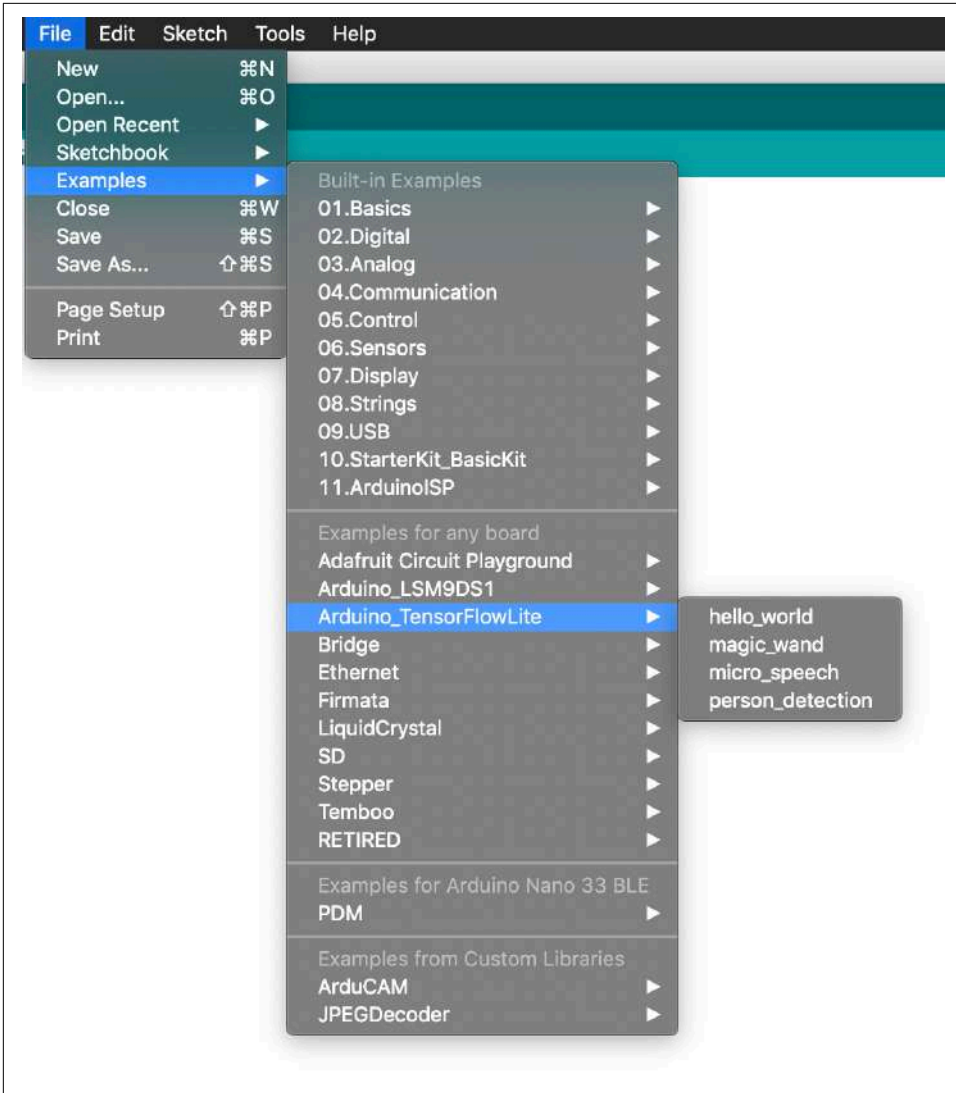 File Edit Sketch Tools Help
New ⌘N
Open... ⌘O
Open Recent ▶
Sketchbook ▶
Examples ▶
Close ⌘W
Save ⌘S
Save As... ⇧⌘S
Page Setup ⇧⌘P
Print ⌘P
Built-in Examples
01.Basics ▶
02.Digital ▶
03.Analog ▶
04.Communication ▶
05.Control ▶
06.Sensors ▶
07.Display ▶
08.Strings ▶
09.USB ▶
10.StarterKit_BasicKit ▶
11.ArduinoISP ▶
Examples for any board
Adafruit Circuit Playground ▶
Arduino_LSM9DS1 ▶
Arduino_TensorFlowLite ▶
Bridge ▶
Ethernet ▶
Firmata ▶
LiquidCrystal ▶
SD ▶
Stepper ▶
Temboo ▶
RETIRED ▶
Examples for Arduino Nano 33 BLE
PDM ▶
Examples from Custom Libraries
ArduCAM ▶
JPEGDecoder ▶
hello_world
magic_wand
micro_speech
person_detection